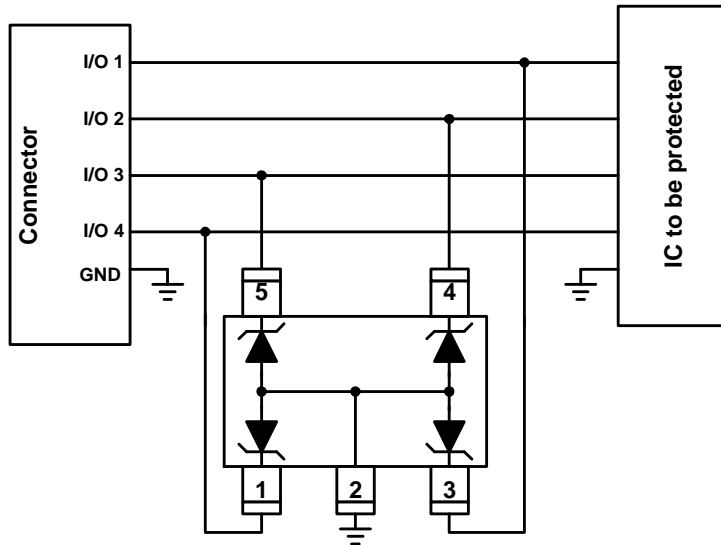 I/O 1
I/O 2
I/O 3
I/O 4
GND
Connector
IC to be protected
5
4
1
2
3